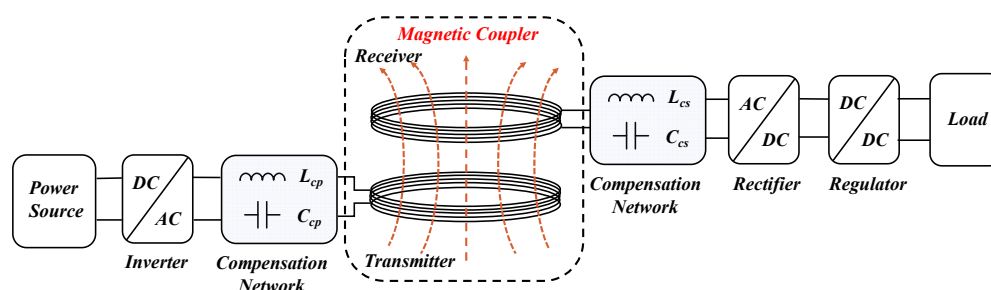 Magnetic Coupler
Receiver
Power
Source
DC
AC
Inverter
L_cp
C_cp
Compensation
Network
Transmitter
L_cs
C_cs
Compensation
Network
AC
DC
Rectifier
DC
DC
Regulator
Load